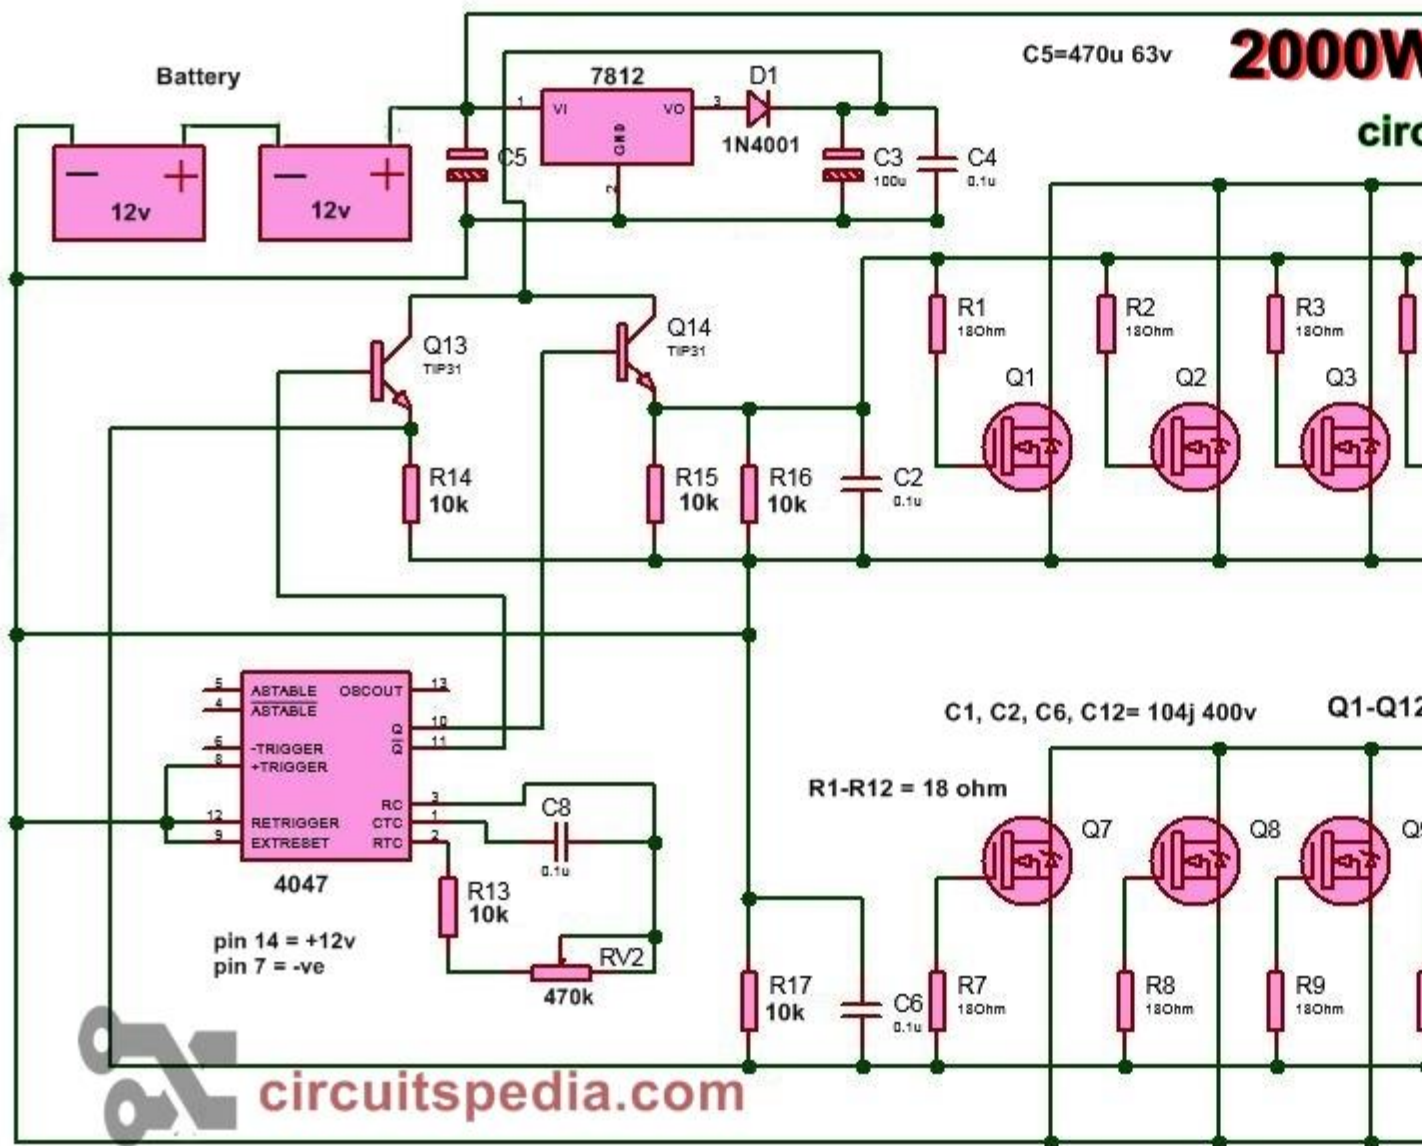 C5=470u 63v
2000W
circ
Battery
12v
12v
7812
VI
VO
GND
1
2
3
D1
1N4001
C5
C3
100u
C4
0.1u
Q13
TIP31
Q14
TIP31
R14
10k
R15
10k
R16
10k
C2
0.1u
R1
18Ohm
R2
18Ohm
R3
18Ohm
Q1
Q2
Q3
5
ASTABLE
4
ASTABLE
6
-TRIGGER
8
+TRIGGER
12
RETRIGGER
9
EXTRESET
OSCOUT
13
Q
10
Q
11
RC
3
CTC
1
RTC
2
4047
pin 14 = +12v
pin 7 = -ve
C8
0.1u
R13
10k
RV2
470k
C1, C2, C6, C12= 104j 400v
Q1-Q12
R1-R12 = 18 ohm
Q7
Q8
Q9
R17
10k
C6
0.1u
R7
18Ohm
R8
18Ohm
R9
18Ohm
circuitspedia.com